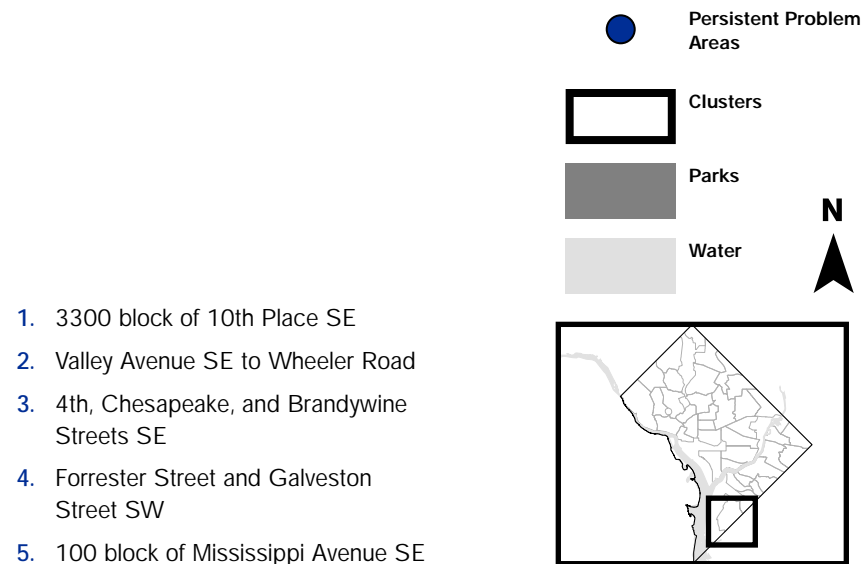 Persistent Problem
Areas
Clusters
Parks
N
Water
1. 3300 block of 10th Place SE
2. Valley Avenue SE to Wheeler Road
3. 4th, Chesapeake, and Brandywine
Streets SE
4. Forrester Street and Galveston
Street SW
5. 100 block of Mississippi Avenue SE